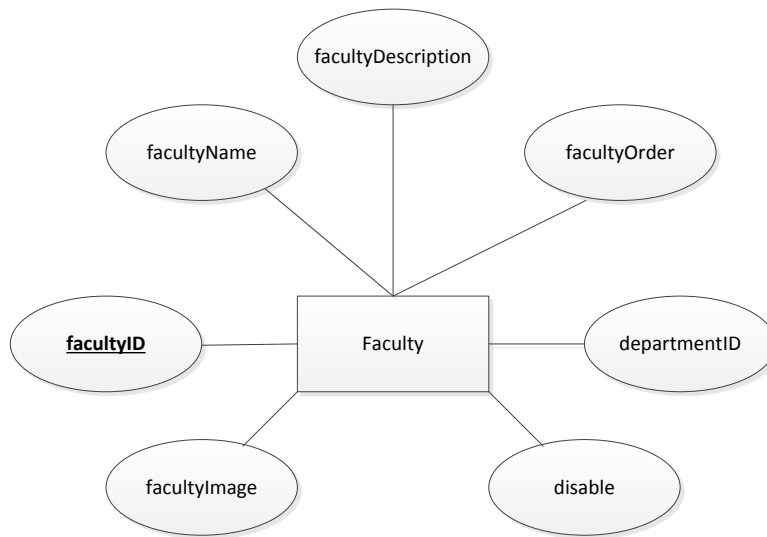 facultyDescription
facultyName
facultyOrder
facultyID
Faculty
departmentID
facultyImage
disable